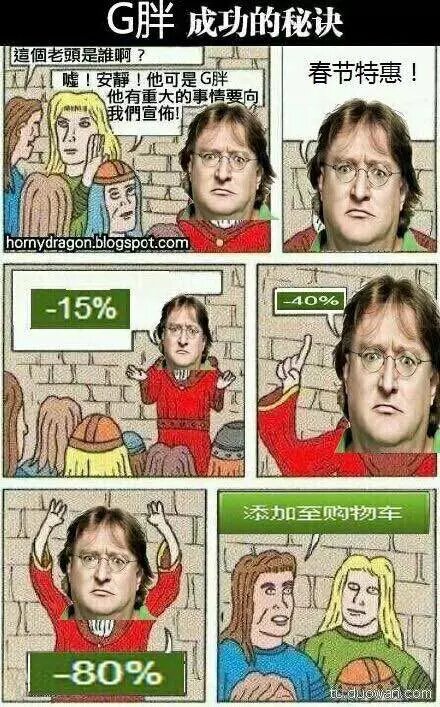 G胖 成功的秘诀
這個老頭是誰啊？
噓！安靜！他可是G胖
他有重大的事情要向
我們宣佈!
春节特惠！
hornydragon.blogspot.com
-15%
-40%
-80%
添加至购物车
tu.duowan.com